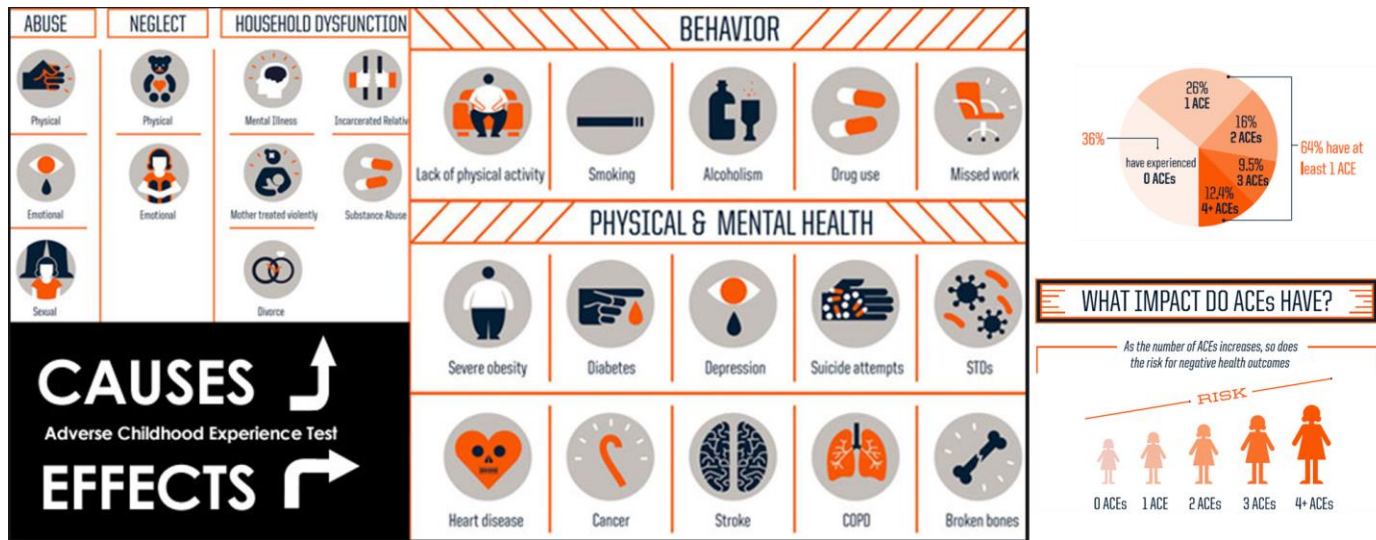 ABUSE
NEGLECT
HOUSEHOLD DYSFUNCTION
Physical
Physical
Mental Illness
Incarcerated Relativ
Emotional
Emotional
Mother treated violently
Substance Abuse
Sexual
Divorce
CAUSES
Adverse Childhood Experience Test
EFFECTS
BEHAVIOR
Lack of physical activity
Smoking
Alcoholism
Drug use
Missed work
PHYSICAL & MENTAL HEALTH
Severe obesity
Diabetes
Depression
Suicide attempts
STDs
Heart disease
Cancer
Stroke
COPD
Broken bones
26%
1 ACE
16%
2 ACEs
36%
have experienced
0 ACEs
9.5%
3 ACEs
12.4%
4+ ACEs
64% have at
least 1 ACE
WHAT IMPACT DO ACEs HAVE?
As the number of ACEs increases, so does
the risk for negative health outcomes
RISK
0 ACEs
1 ACE
2 ACEs
3 ACEs
4+ ACEs